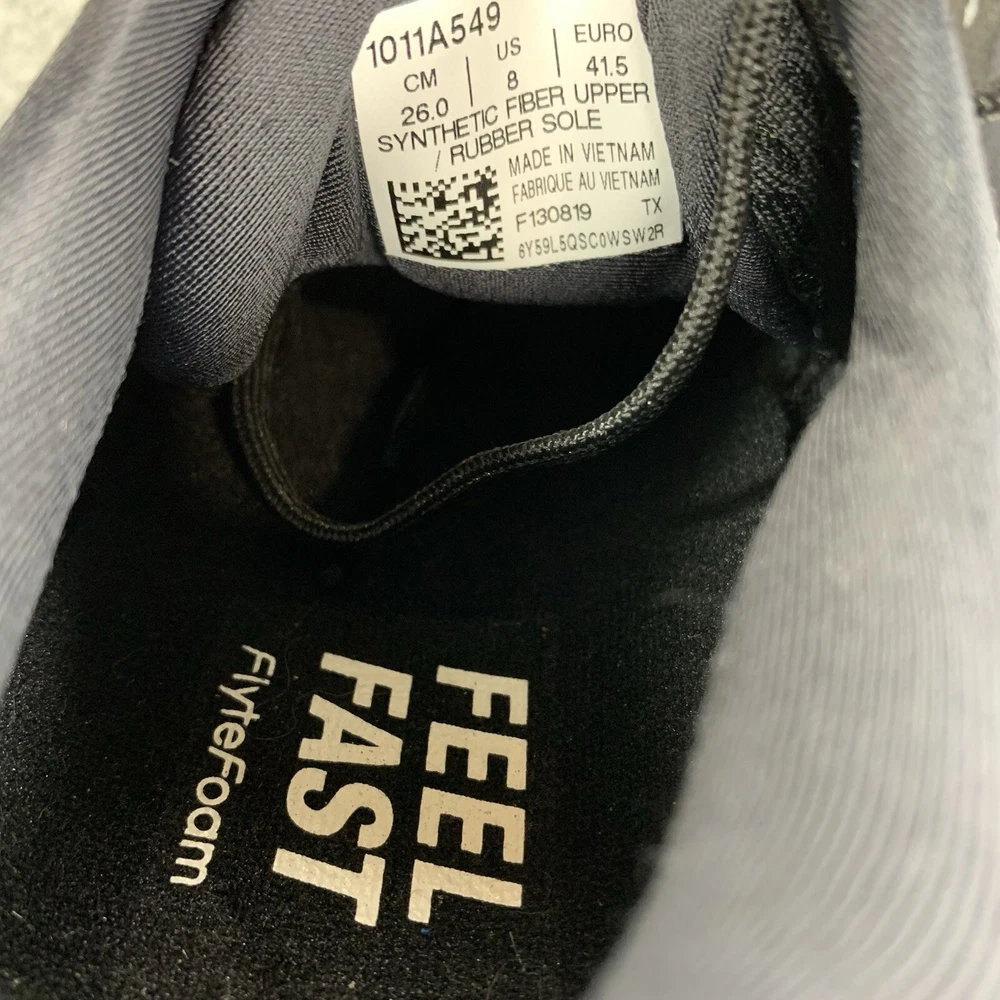 1011A549
CM | US | EURO
26.0 | 8 | 41.5
SYNTHETIC FIBER UPPER
/ RUBBER SOLE
MADE IN VIETNAM
FABRIQUE AU VIETNAM
F130819 TX
6Y59L5QSC0WSW2R
FEEL
FAST
FlyteFoam